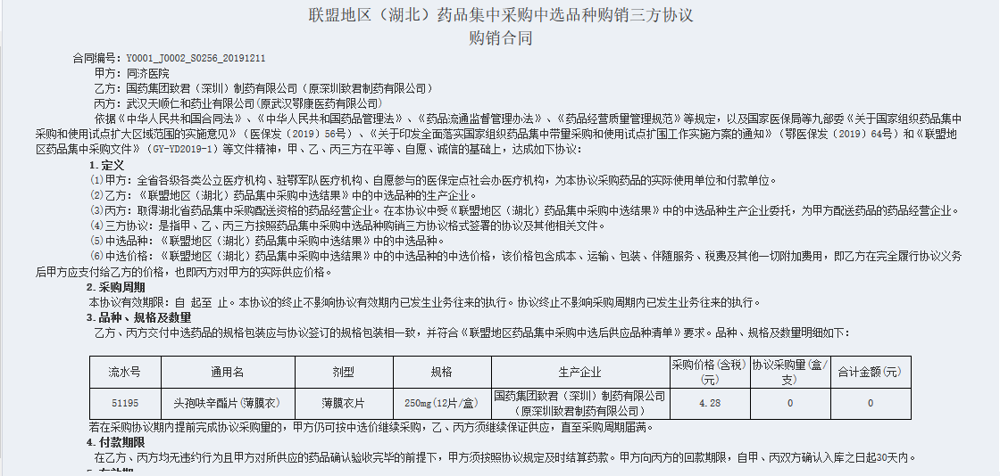 联盟地区（湖北）药品集中采购中选品种购销三方协议
购销合同
合同编号：Y0001_J0002_S0256_20191211
甲方：同济医院
乙方：国药集团致君（深圳）制药有限公司（原深圳致君制药有限公司）
丙方：武汉天顺仁和药业有限公司(原武汉鄂康医药有限公司)
依据《中华人民共和国合同法》、《中华人民共和国药品管理法》、《药品流通监督管理办法》、《药品经营质量管理规范》等规定，以及国家医保局等九部委《关于国家组织药品集中
采购和使用试点扩大区域范围的实施意见》（医保发（2019）56号）、《关于印发全面落实国家组织药品集中带量采购和使用试点扩围工作实施方案的通知》（鄂医保发（2019）64号）和《联盟地
区药品集中采购文件》（GY-YD2019-1）等文件精神，甲、乙、丙三方在平等、自愿、诚信的基础上，达成如下协议：
1.定义
(1)甲方：全省各级各类公立医疗机构、驻鄂军队医疗机构、自愿参与的医保定点社会办医疗机构，为本协议采购药品的实际使用单位和付款单位。
(2)乙方：《联盟地区（湖北）药品集中采购中选结果》中的中选品种的生产企业。
(3)丙方：取得湖北省药品集中采购配送资格的药品经营企业。在本协议中受《联盟地区（湖北）药品集中采购中选结果》中的中选品种生产企业委托，为甲方配送药品的药品经营企业。
(4)三方协议：是指甲、乙、丙三方按照药品集中采购中选品种购销三方协议格式签署的协议及其他相关文件。
(5)中选品种：《联盟地区（湖北）药品集中采购中选结果》中的中选品种。
(6)中选价格：《联盟地区（湖北）药品集中采购中选结果》中的中选品种的中选价格，该价格包含成本、运输、包装、伴随服务、税费及其他一切附加费用，即乙方在完全履行协议义务
后甲方应支付给乙方的价格，也即丙方对甲方的实际供应价格。
2.采购周期
本协议有效期限：自 起至 止。本协议的终止不影响协议有效期内已发生业务往来的执行。协议终止不影响采购周期内已发生业务往来的执行。
3.品种、规格及数量
乙方、丙方交付中选药品的规格包装应与协议签订的规格包装相一致，并符合《联盟地区药品集中采购中选后供应品种清单》要求。品种、规格及数量明细如下：
流水号 通用名 剂型 规格 生产企业 采购价格(含税)(元) 协议采购量(盒/支) 合计金额(元)
51195 头孢呋辛酯片(薄膜衣) 薄膜衣片 250mg(12片/盒) 国药集团致君（深圳）制药有限公司（原深圳致君制药有限公司） 4.28 0 0
若在采购协议期内提前完成协议采购量的，甲方仍可按中选价继续采购，乙、丙方须继续保证供应，直至采购周期届满。
4.付款期限
在乙方、丙方均无违约行为且甲方对所供应的药品确认验收完毕的前提下，甲方须按照协议规定及时结算药款。甲方向丙方的回款期限，自甲、丙双方确认入库之日起30天内。